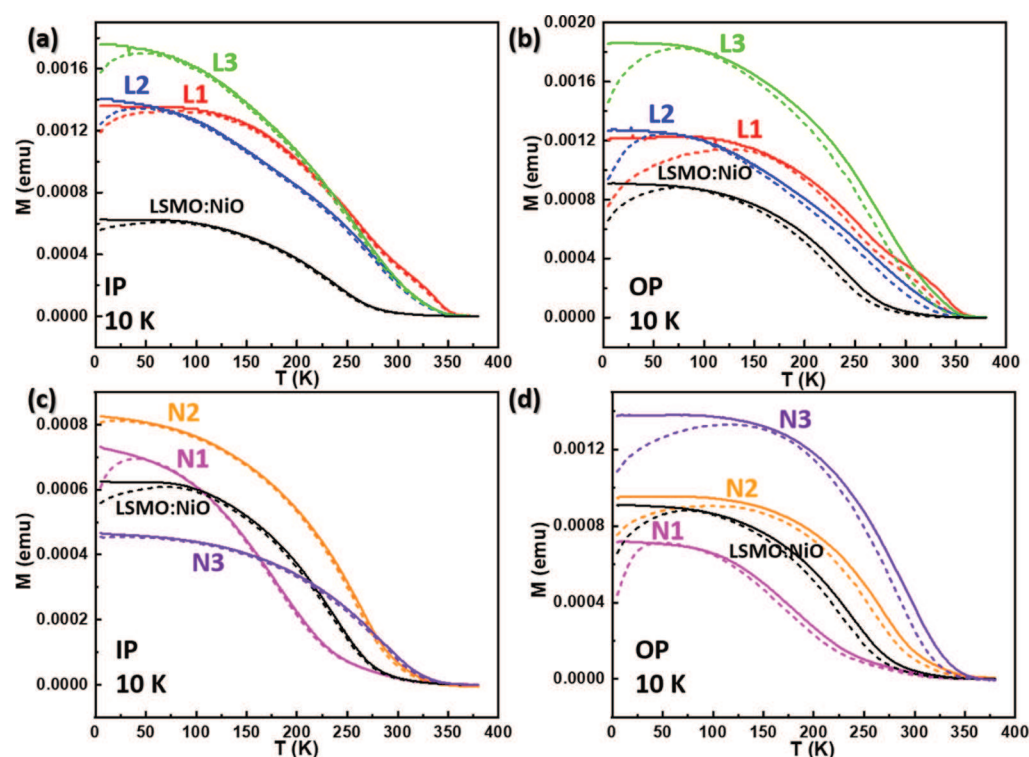 (a)
L3
L2
L1
LSMO:NiO
IP
10 K
M (emu)
0.0016
0.0012
0.0008
0.0004
0.0000
0 50 100 150 200 250 300 350 400
T (K)
(b)
L3
L2
L1
LSMO:NiO
OP
10 K
M (emu)
0.0020
0.0016
0.0012
0.0008
0.0004
0.0000
0 50 100 150 200 250 300 350 400
T (K)
(c)
N2
N1
LSMO:NiO
N3
IP
10 K
M (emu)
0.0008
0.0006
0.0004
0.0002
0.0000
0 50 100 150 200 250 300 350 400
T (K)
(d)
N3
N2
LSMO:NiO
N1
OP
10 K
M (emu)
0.0012
0.0008
0.0004
0.0000
0 50 100 150 200 250 300 350 400
T (K)